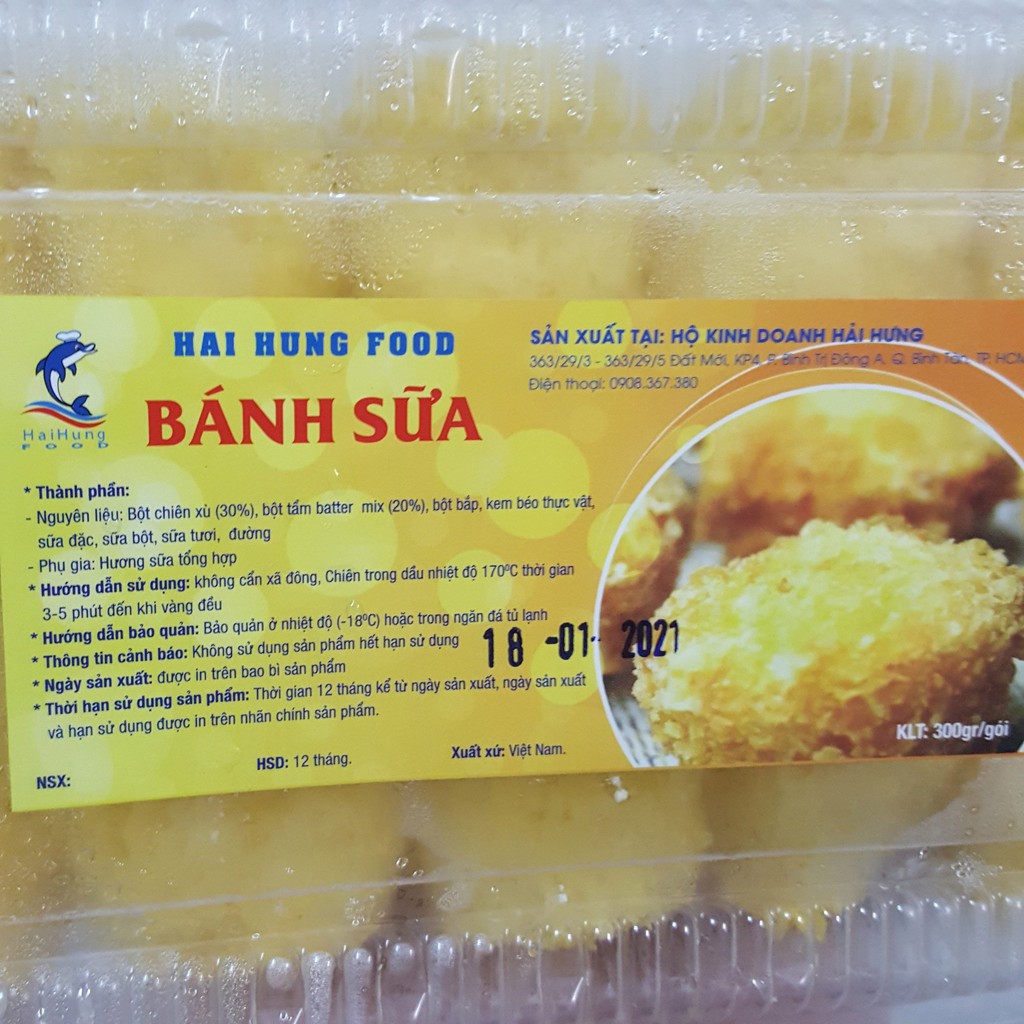 HAI HUNG FOOD
BÁNH SỮA
HaiHung
FOOD
SẢN XUẤT TẠI: HỘ KINH DOANH HẢI HƯNG
363/29/3 - 363/29/5 Đất Mới, KP4, P. Bình Trị Đông A, Q. Bình Tân, TP. HCM
Điện thoại: 0908.367.380
* Thành phần:
- Nguyên liệu: Bột chiên xù (30%), bột tẩm batter mix (20%), bột bắp, kem béo thực vật,
sữa đặc, sữa bột, sữa tươi, đường
- Phụ gia: Hương sữa tổng hợp
* Hướng dẫn sử dụng: không cần xã đông, Chiên trong dầu nhiệt độ 170ºC thời gian
3-5 phút đến khi vàng đều
* Hướng dẫn bảo quản: Bảo quản ở nhiệt độ (-18ºC) hoặc trong ngăn đá tủ lạnh
* Thông tin cảnh báo: Không sử dụng sản phẩm hết hạn sử dụng
18 -01- 2021
* Ngày sản xuất: được in trên bao bì sản phẩm
* Thời hạn sử dụng sản phẩm: Thời gian 12 tháng kể từ ngày sản xuất, ngày sản xuất
và hạn sử dụng được in trên nhãn chính sản phẩm.
KLT: 300gr/gói
NSX:
HSD: 12 tháng.
Xuất xứ: Việt Nam.